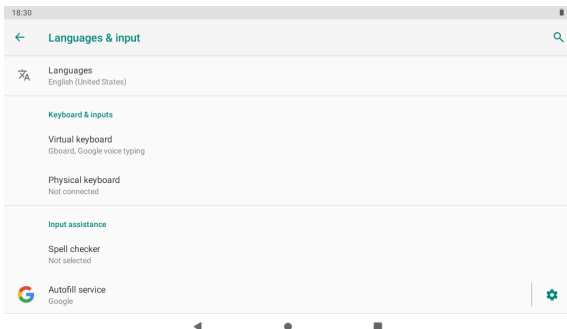 18:30
Languages & input
Languages
English (United States)
Keyboard & inputs
Virtual keyboard
Gboard, Google voice typing
Physical keyboard
Not connected
Input assistance
Spell checker
Not selected
Autofill service
Google